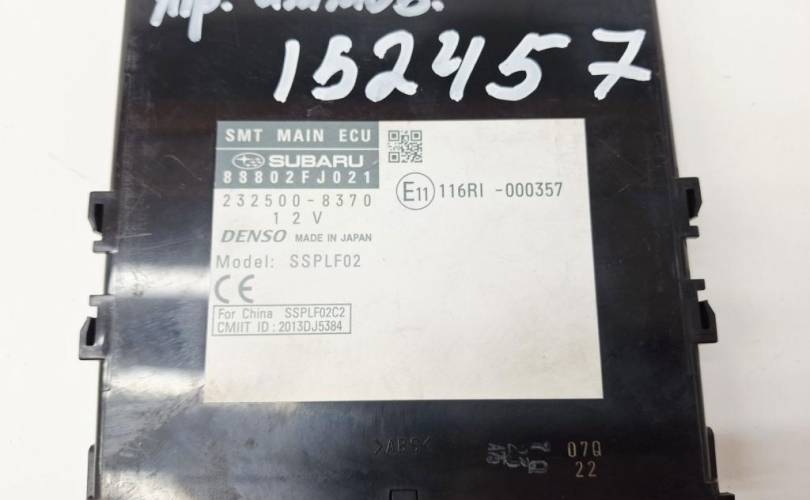 152457
SMT MAIN ECU
SUBARU
88802FJ021
232500-8370
12V
DENSO MADE IN JAPAN
Model: SSPLF02
CE
For China SSPLF02C2
CMIIT ID:2013DJ5384
E11 116RI -000357
>ABS<
07Q
22